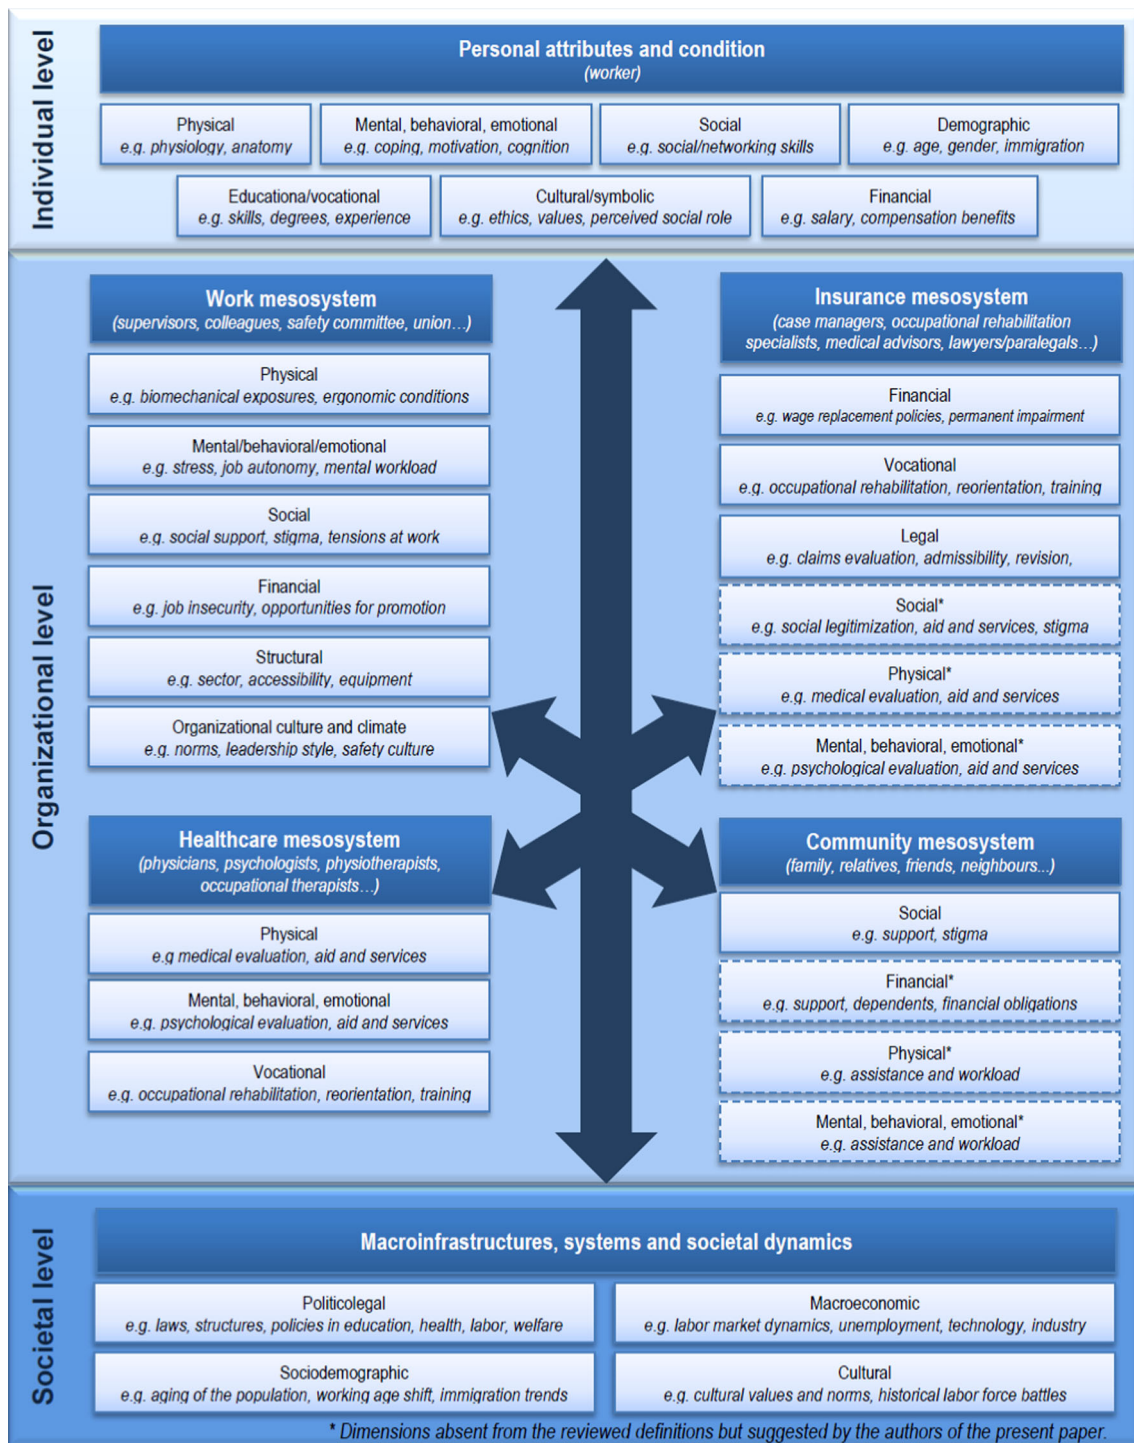 Individual level
Personal attributes and condition
(worker)
Physical
e.g. physiology, anatomy
Mental, behavioral, emotional
e.g. coping, motivation, cognition
Social
e.g. social/networking skills
Demographic
e.g. age, gender, immigration
Educationa/vocational
e.g. skills, degrees, experience
Cultural/symbolic
e.g. ethics, values, perceived social role
Financial
e.g. salary, compensation benefits
Organizational level
Work mesosystem
(supervisors, colleagues, safety committee, union…)
Physical
e.g. biomechanical exposures, ergonomic conditions
Mental/behavioral/emotional
e.g. stress, job autonomy, mental workload
Social
e.g. social support, stigma, tensions at work
Financial
e.g. job insecurity, opportunities for promotion
Structural
e.g. sector, accessibility, equipment
Organizational culture and climate
e.g. norms, leadership style, safety culture
Insurance mesosystem
(case managers, occupational rehabilitation
specialists, medical advisors, lawyers/paralegals…)
Financial
e.g. wage replacement policies, permanent impairment
Vocational
e.g. occupational rehabilitation, reorientation, training
Legal
e.g. claims evaluation, admissibility, revision,
Social*
e.g. social legitimization, aid and services, stigma
Physical*
e.g. medical evaluation, aid and services
Mental, behavioral, emotional*
e.g. psychological evaluation, aid and services
Healthcare mesosystem
(physicians, psychologists, physiotherapists,
occupational therapists…)
Physical
e.g medical evaluation, aid and services
Mental, behavioral, emotional
e.g. psychological evaluation, aid and services
Vocational
e.g. occupational rehabilitation, reorientation, training
Community mesosystem
(family, relatives, friends, neighbours...)
Social
e.g. support, stigma
Financial*
e.g. support, dependents, financial obligations
Physical*
e.g. assistance and workload
Mental, behavioral, emotional*
e.g. assistance and workload
Societal level
Macroinfrastructures, systems and societal dynamics
Politicolegal
e.g. laws, structures, policies in education, health, labor, welfare
Macroeconomic
e.g. labor market dynamics, unemployment, technology, industry
Sociodemographic
e.g. aging of the population, working age shift, immigration trends
Cultural
e.g. cultural values and norms, historical labor force battles
* Dimensions absent from the reviewed definitions but suggested by the authors of the present paper.